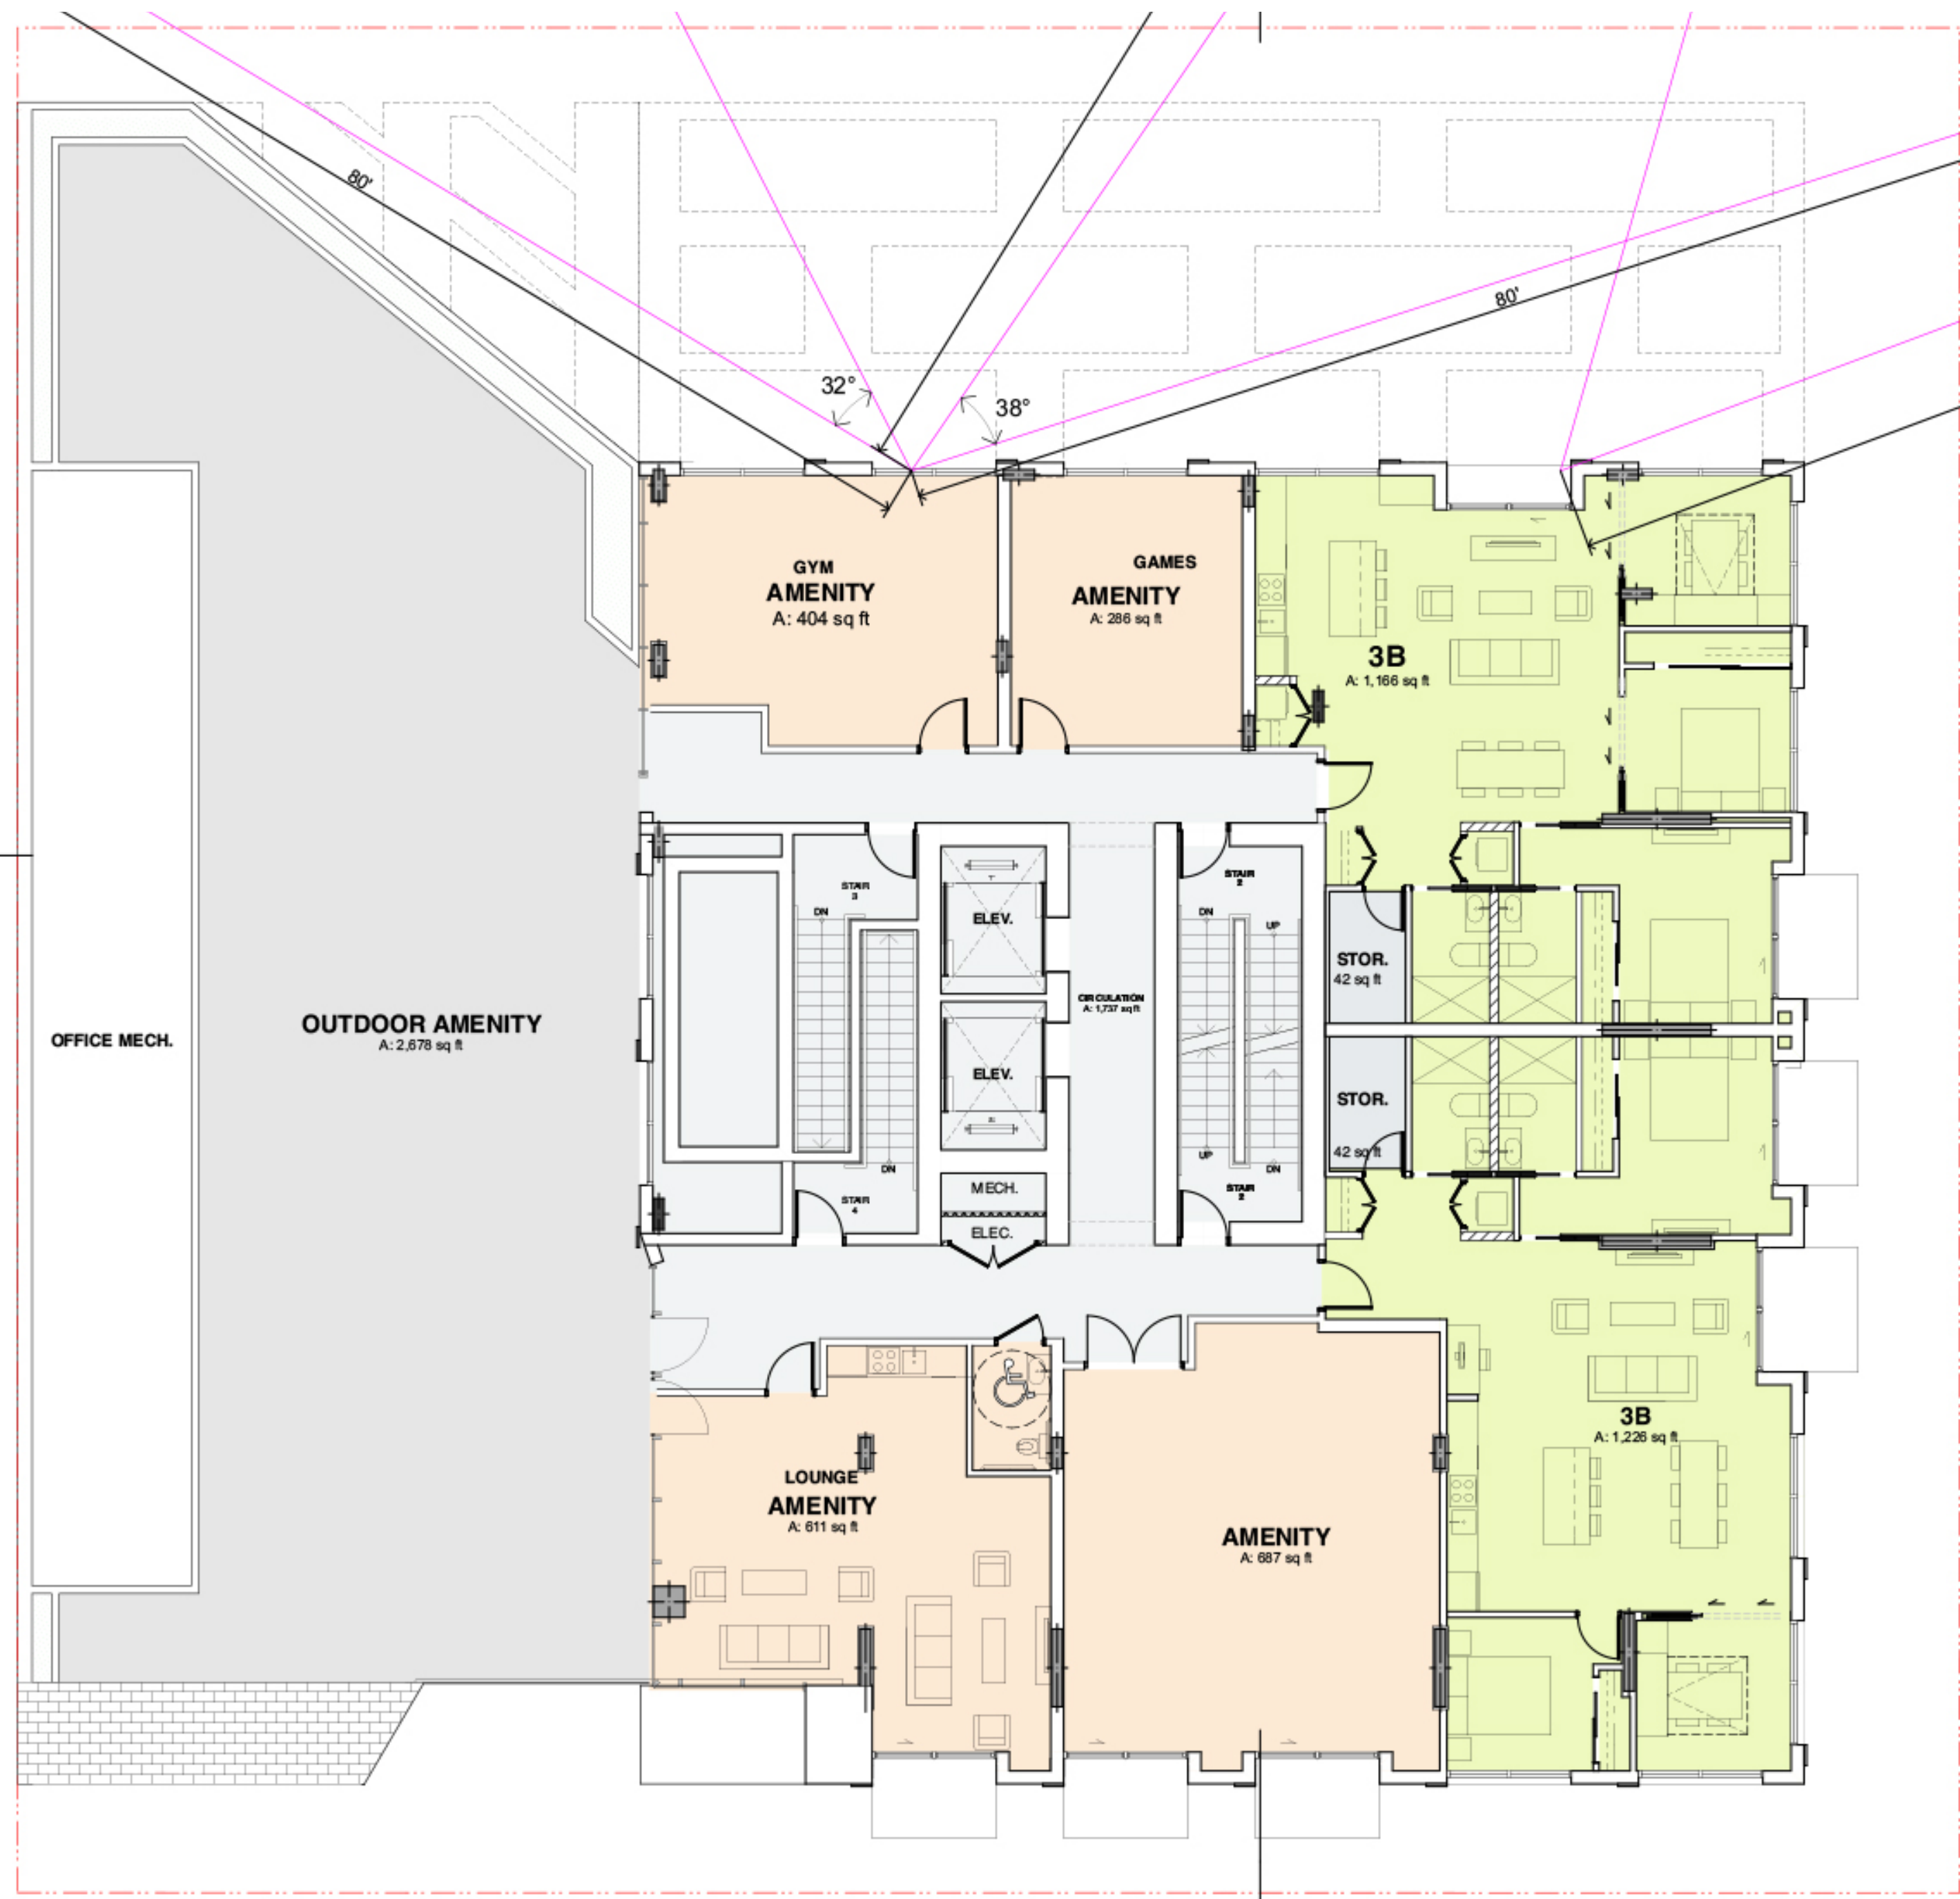 80'
80'
32°
38°
GYM
AMENITY
A: 404 sq ft
GAMES
AMENITY
A: 286 sq ft
3B
A: 1,166 sq ft
STAIR
3
DN
ELEV.
STAIR
2
DN
UP
STOR.
42 sq ft
CIRCULATION
A: 1,737 sq ft
OFFICE MECH.
OUTDOOR AMENITY
A: 2,678 sq ft
ELEV.
STOR.
42 sq ft
DN
UP
DN
MECH.
STAIR
4
STAIR
2
ELEC.
3B
A: 1,226 sq ft
LOUNGE
AMENITY
A: 611 sq ft
AMENITY
A: 687 sq ft